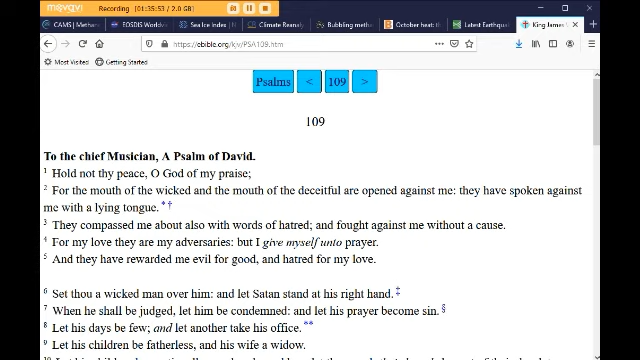 movavi
Recording | 01:35:53 / 2.0 GB
CAMS | Methan
EOSDIS Worldv
Sea Ice Index |
Climate Reanaly
Bubbling metho
October heat |
Latest Earthqua
King James V
https://ebible.org/kjv/PSA109.htm
Most Visited
Getting Started
Psalms < 109 >
109
To the chief Musician, A Psalm of David.
1 Hold not thy peace, O God of my praise;
2 For the mouth of the wicked and the mouth of the deceitful are opened against me: they have spoken against
me with a lying tongue. *†
3 They compassed me about also with words of hatred; and fought against me without a cause.
4 For my love they are my adversaries: but I give myself unto prayer.
5 And they have rewarded me evil for good, and hatred for my love.
6 Set thou a wicked man over him: and let Satan stand at his right hand. ‡
7 When he shall be judged, let him be condemned: and let his prayer become sin. §
8 Let his days be few; and let another take his office. **
9 Let his children be fatherless, and his wife a widow.